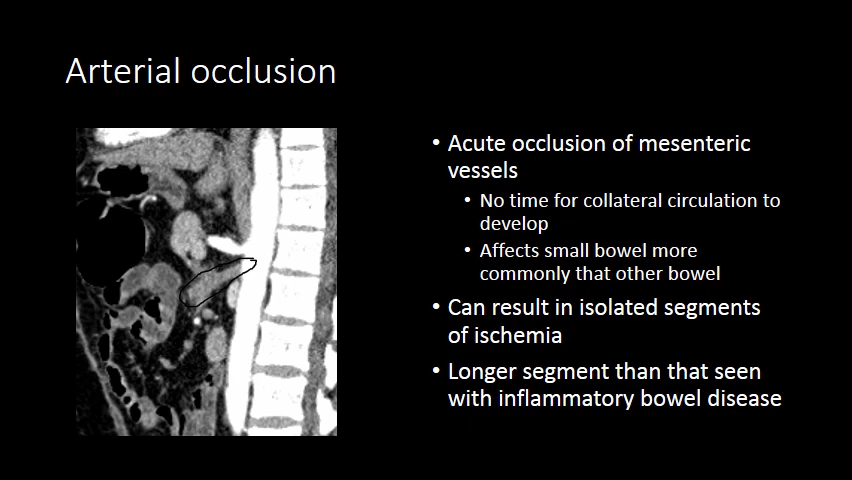 Arterial occlusion
• Acute occlusion of mesenteric
vessels
• No time for collateral circulation to
develop
• Affects small bowel more
commonly that other bowel
• Can result in isolated segments
of ischemia
• Longer segment than that seen
with inflammatory bowel disease